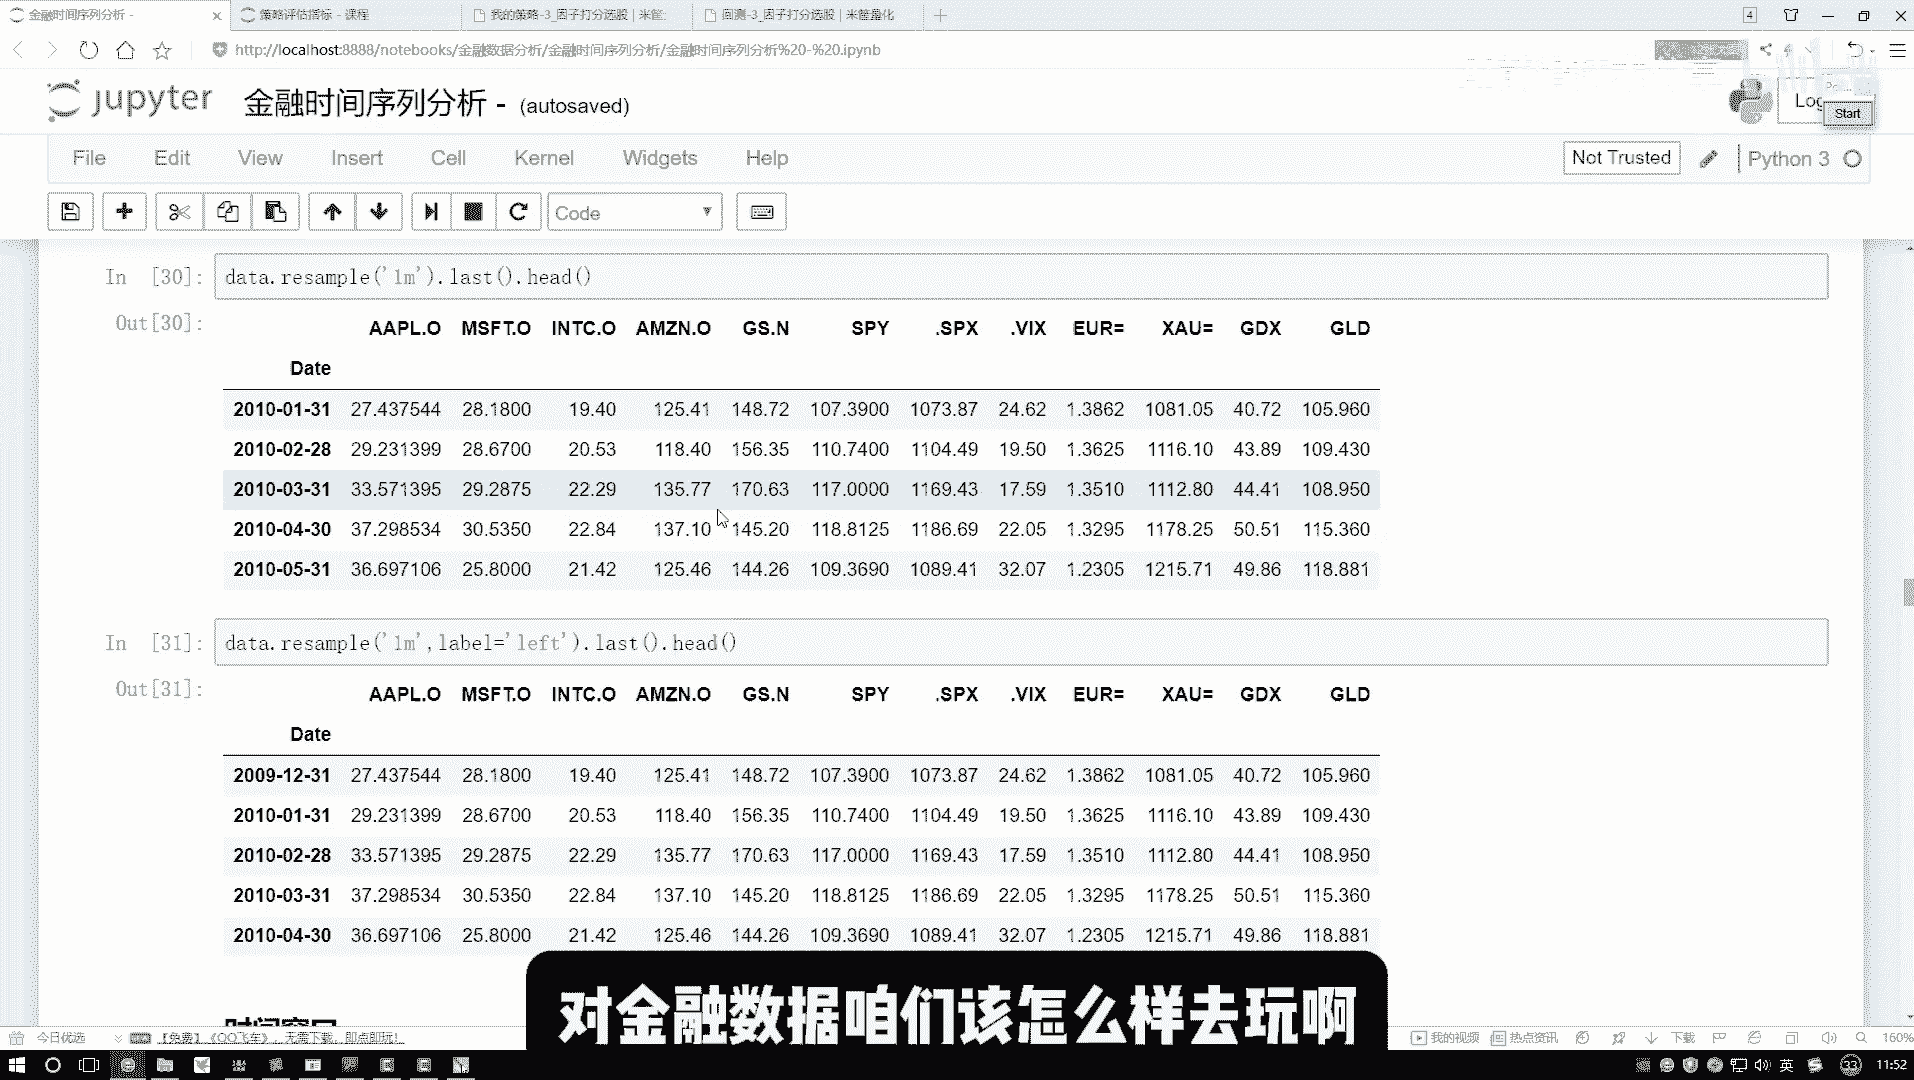 金融时间序列分析 -
策略评估指标 - 课程
我的策略-3_因子打分选股 | 米筐
回测-3_因子打分选股 | 米筐量化
4
http://localhost:8888/notebooks/金融数据分析/金融时间序列分析/金融时间序列分析%20-%20.ipynb
jupyter 金融时间序列分析 - (autosaved)
Start
File Edit View Insert Cell Kernel Widgets Help
Not Trusted
Python 3
Code
In [30]: data.resample('1m').last().head()
Out[30]:
AAPL.O MSFT.O INTC.O AMZN.O GS.N SPY .SPX .VIX EUR= XAU= GDX GLD
Date
2010-01-31 27.437544 28.1800 19.40 125.41 148.72 107.3900 1073.87 24.62 1.3862 1081.05 40.72 105.960
2010-02-28 29.231399 28.6700 20.53 118.40 156.35 110.7400 1104.49 19.50 1.3625 1116.10 43.89 109.430
2010-03-31 33.571395 29.2875 22.29 135.77 170.63 117.0000 1169.43 17.59 1.3510 1112.80 44.41 108.950
2010-04-30 37.298534 30.5350 22.84 137.10 145.20 118.8125 1186.69 22.05 1.3295 1178.25 50.51 115.360
2010-05-31 36.697106 25.8000 21.42 125.46 144.26 109.3690 1089.41 32.07 1.2305 1215.71 49.86 118.881
In [31]: data.resample('1m',label='left').last().head()
Out[31]:
AAPL.O MSFT.O INTC.O AMZN.O GS.N SPY .SPX .VIX EUR= XAU= GDX GLD
Date
2009-12-31 27.437544 28.1800 19.40 125.41 148.72 107.3900 1073.87 24.62 1.3862 1081.05 40.72 105.960
2010-01-31 29.231399 28.6700 20.53 118.40 156.35 110.7400 1104.49 19.50 1.3625 1116.10 43.89 109.430
2010-02-28 33.571395 29.2875 22.29 135.77 170.63 117.0000 1169.43 17.59 1.3510 1112.80 44.41 108.950
2010-03-31 37.298534 30.5350 22.84 137.10 145.20 118.8125 1186.69 22.05 1.3295 1178.25 50.51 115.360
2010-04-30 36.697106 25.8000 21.42 125.46 144.26 109.3690 1089.41 32.07 1.2305 1215.71 49.86 118.881
对金融数据咱们该怎么样去玩啊
今日优选
【免费】《QQ飞车》，无需下载，即点即玩！
我的视频
热点资讯
下载
160%
英
33
11:52